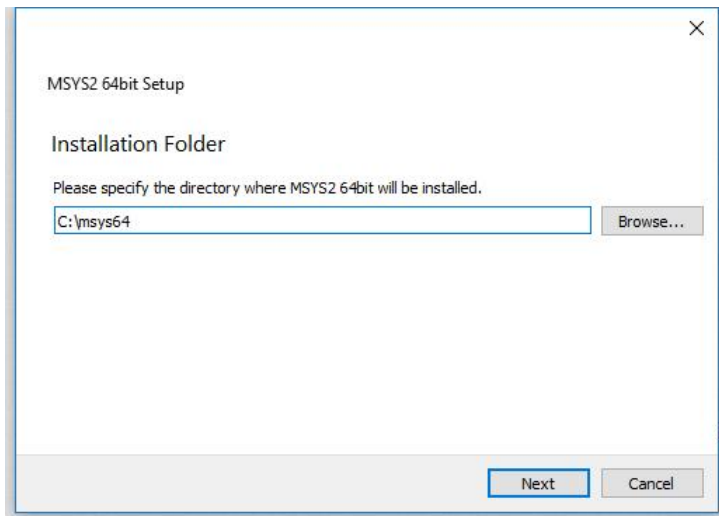 MSYS2 64bit Setup
Installation Folder
Please specify the directory where MSYS2 64bit will be installed.
C:\msys64
Browse...
Next
Cancel